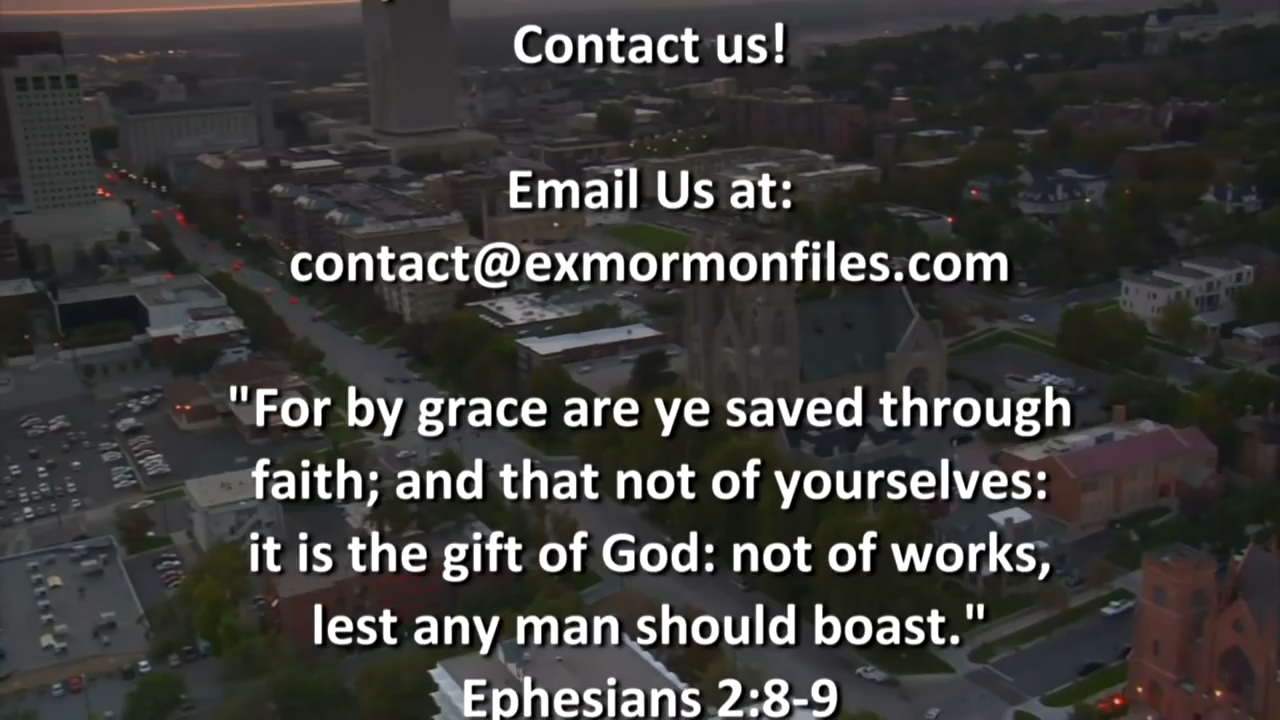 Contact us!
Email Us at:
contact@exmormonfiles.com
"For by grace are ye saved through
faith; and that not of yourselves:
it is the gift of God: not of works,
lest any man should boast."
Ephesians 2:8-9